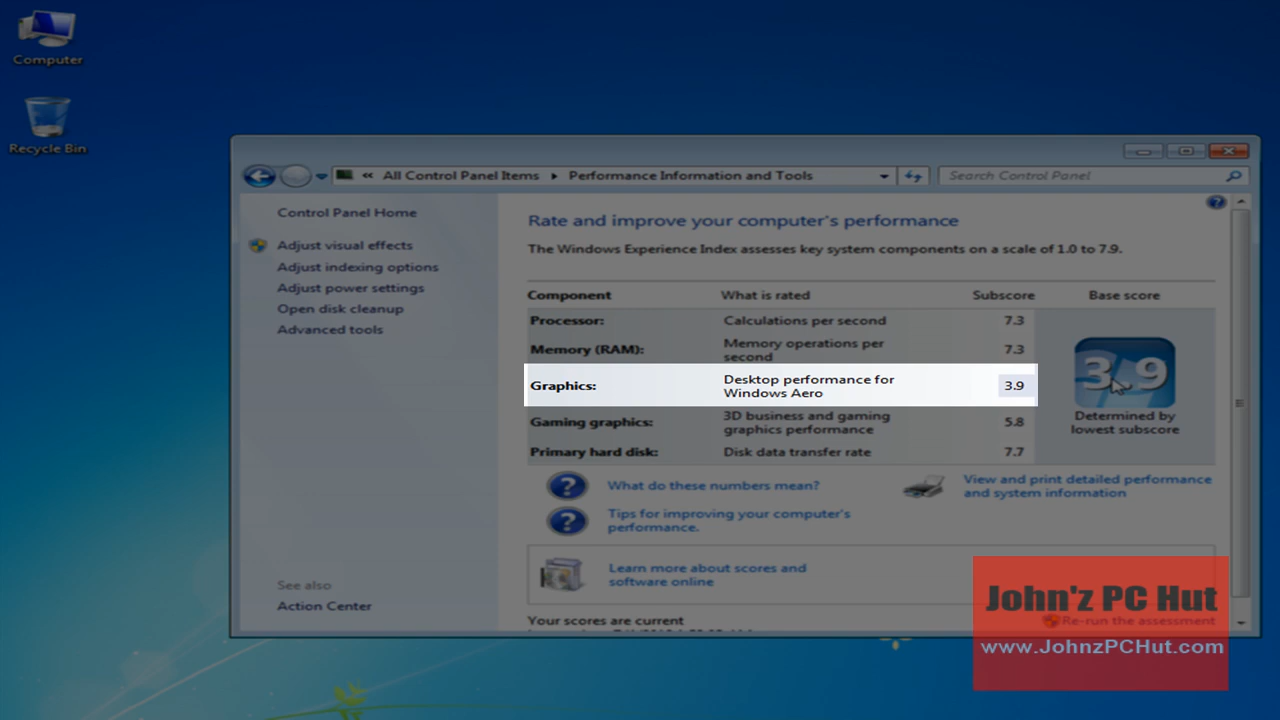 Computer
Recycle Bin
« All Control Panel Items ▸ Performance Information and Tools
Search Control Panel
Control Panel Home
Adjust visual effects
Adjust indexing options
Adjust power settings
Open disk cleanup
Advanced tools
See also
Action Center
Rate and improve your computer's performance
The Windows Experience Index assesses key system components on a scale of 1.0 to 7.9.
Component What is rated Subscore Base score
Processor: Calculations per second 7.3
Memory (RAM): Memory operations per
second 7.3
Graphics: Desktop performance for
Windows Aero 3.9
Gaming graphics: 3D business and gaming
graphics performance 5.8
Primary hard disk: Disk data transfer rate 7.7
3.9
Determined by
lowest subscore
What do these numbers mean?
Tips for improving your computer's
performance.
View and print detailed performance
and system information
Learn more about scores and
software online
Your scores are current
Re-run the assessment
John'z PC Hut
www.JohnzPCHut.com